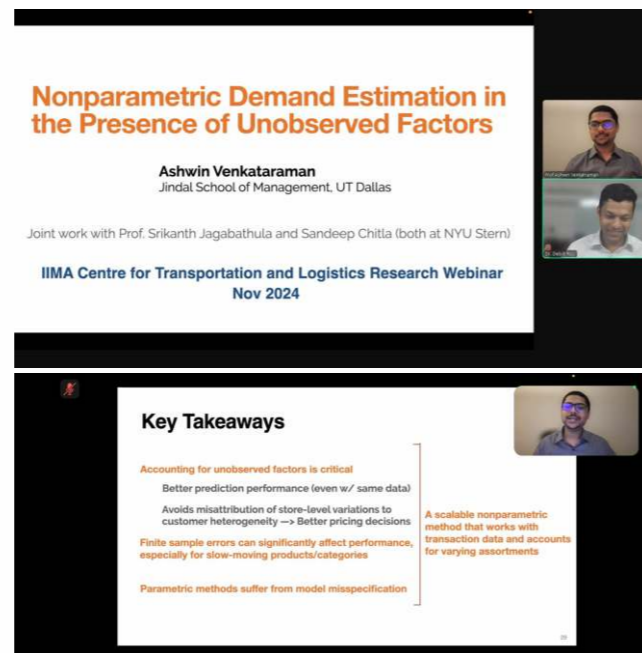 Nonparametric Demand Estimation in
the Presence of Unobserved Factors
Ashwin Venkataraman
Jindal School of Management, UT Dallas
Joint work with Prof. Srikanth Jagabathula and Sandeep Chitla (both at NYU Stern)
IIMA Centre for Transportation and Logistics Research Webinar
Nov 2024
Key Takeaways
Accounting for unobserved factors is critical
Better prediction performance (even w/ same data)
Avoids misattribution of store-level variations to
customer heterogeneity —> Better pricing decisions
Finite sample errors can significantly affect performance,
especially for slow-moving products/categories
Parametric methods suffer from model misspecification
A scalable nonparametric
method that works with
transaction data and accounts
for varying assortments